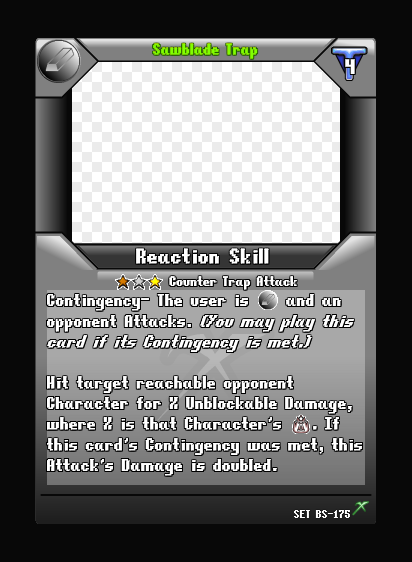 Sawblade Trap
4
Reaction Skill
Counter Trap Attack
Contingency- The user is and an
opponent Attacks. (You may play this
card if its Contingency is met.)
Hit target reachable opponent
Character for X Unblockable Damage,
where X is that Character's . If
this card's Contingency was met, this
Attack's Damage is doubled.
SET BS-175